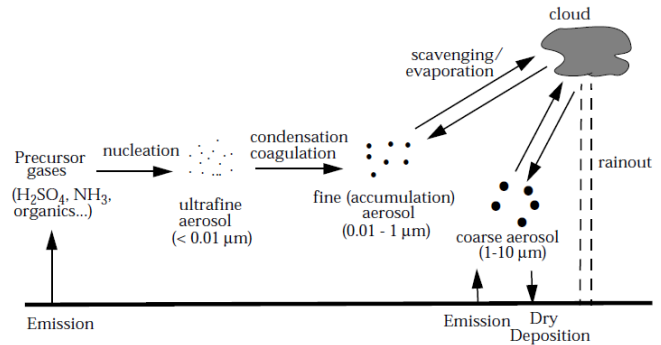 cloud
scavenging/
evaporation
rainout
condensation
coagulation
nucleation
Precursor
gases
(H₂SO₄, NH₃,
organics...)
ultrafine
aerosol
(< 0.01 μm)
fine (accumulation)
aerosol
(0.01 - 1 μm)
coarse aerosol
(1-10 μm)
Emission
Emission
Dry
Deposition